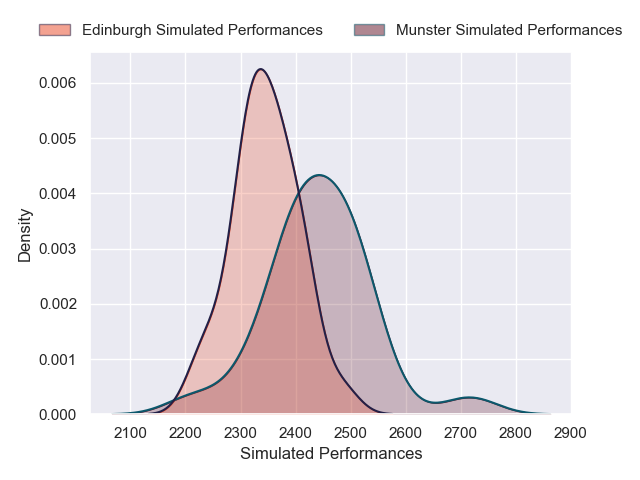 Edinburgh Simulated Performances Munster Simulated Performances
0.006
0.005
0.004
0.003
0.002
0.001
0.000
Density
2100 2200 2300 2400 2500 2600 2700 2800 2900
Simulated Performances